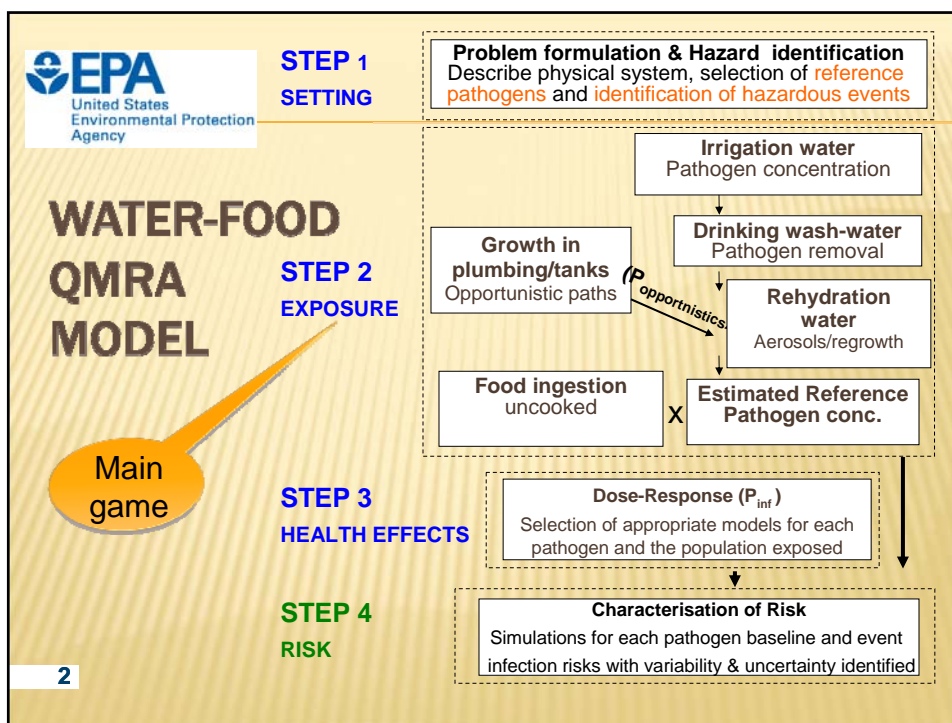 EPA
United States
Environmental Protection
Agency
WATER-FOOD
QMRA
MODEL
Main
game
STEP 1
SETTING
Problem formulation & Hazard identification
Describe physical system, selection of reference
pathogens and identification of hazardous events
STEP 2
EXPOSURE
Irrigation water
Pathogen concentration
Drinking wash-water
Pathogen removal
Growth in
plumbing/tanks
Opportunistic paths
(Popportnistics
Rehydration
water
Aerosols/regrowth
Food ingestion
uncooked
X
Estimated Reference
Pathogen conc.
STEP 3
HEALTH EFFECTS
Dose-Response (Pinf )
Selection of appropriate models for each
pathogen and the population exposed
STEP 4
RISK
Characterisation of Risk
Simulations for each pathogen baseline and event
infection risks with variability & uncertainty identified
2